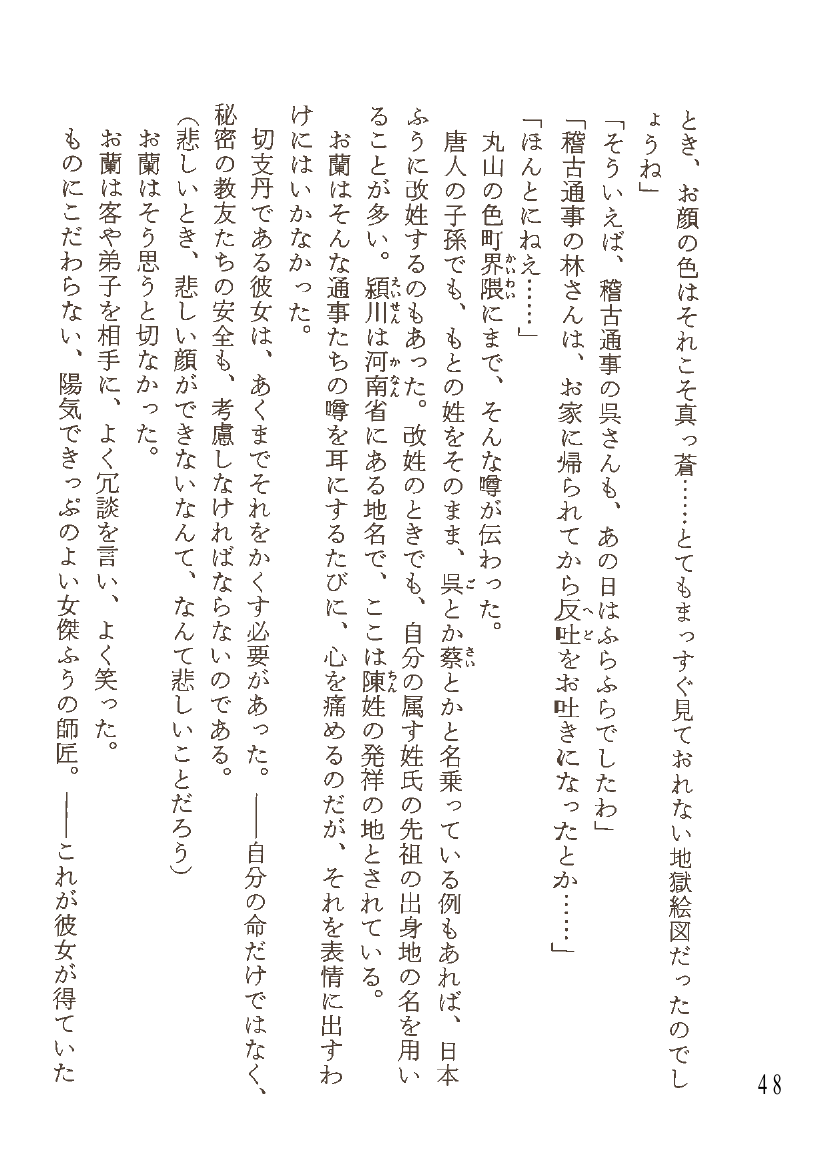 とき、お顔の色はそれこそ真っ蒼……とてもまっすぐ見ておれない地獄絵図だったのでし
ょうね」
「そういえば、稽古通事の呉さんも、あの日はふらふらでしたわ」
「稽古通事の林さんは、お家に帰られてから反吐をお吐きになったとか……」
「ほんとにねえ……」
丸山の色町界隈にまで、そんな噂が伝わった。
唐人の子孫でも、もとの姓をそのまま、呉とか蔡とかと名乗っている例もあれば、日本
ふうに改姓するのもあった。改姓のときでも、自分の属す姓氏の先祖の出身地の名を用い
ることが多い。潁川は河南省にある地名で、ここは陳姓の発祥の地とされている。
お蘭はそんな通事たちの噂を耳にするたびに、心を痛めるのだが、それを表情に出すわ
けにはいかなかった。
切支丹である彼女は、あくまでそれをかくす必要があった。――自分の命だけではなく、
秘密の教友たちの安全も、考慮しなければならないのである。
（悲しいとき、悲しい顔ができないなんて、なんて悲しいことだろう）
お蘭はそう思うと切なかった。
お蘭は客や弟子を相手に、よく冗談を言い、よく笑った。
ものにこだわらない、陽気できっぷのよい女傑ふうの師匠。――これが彼女が得ていた
48